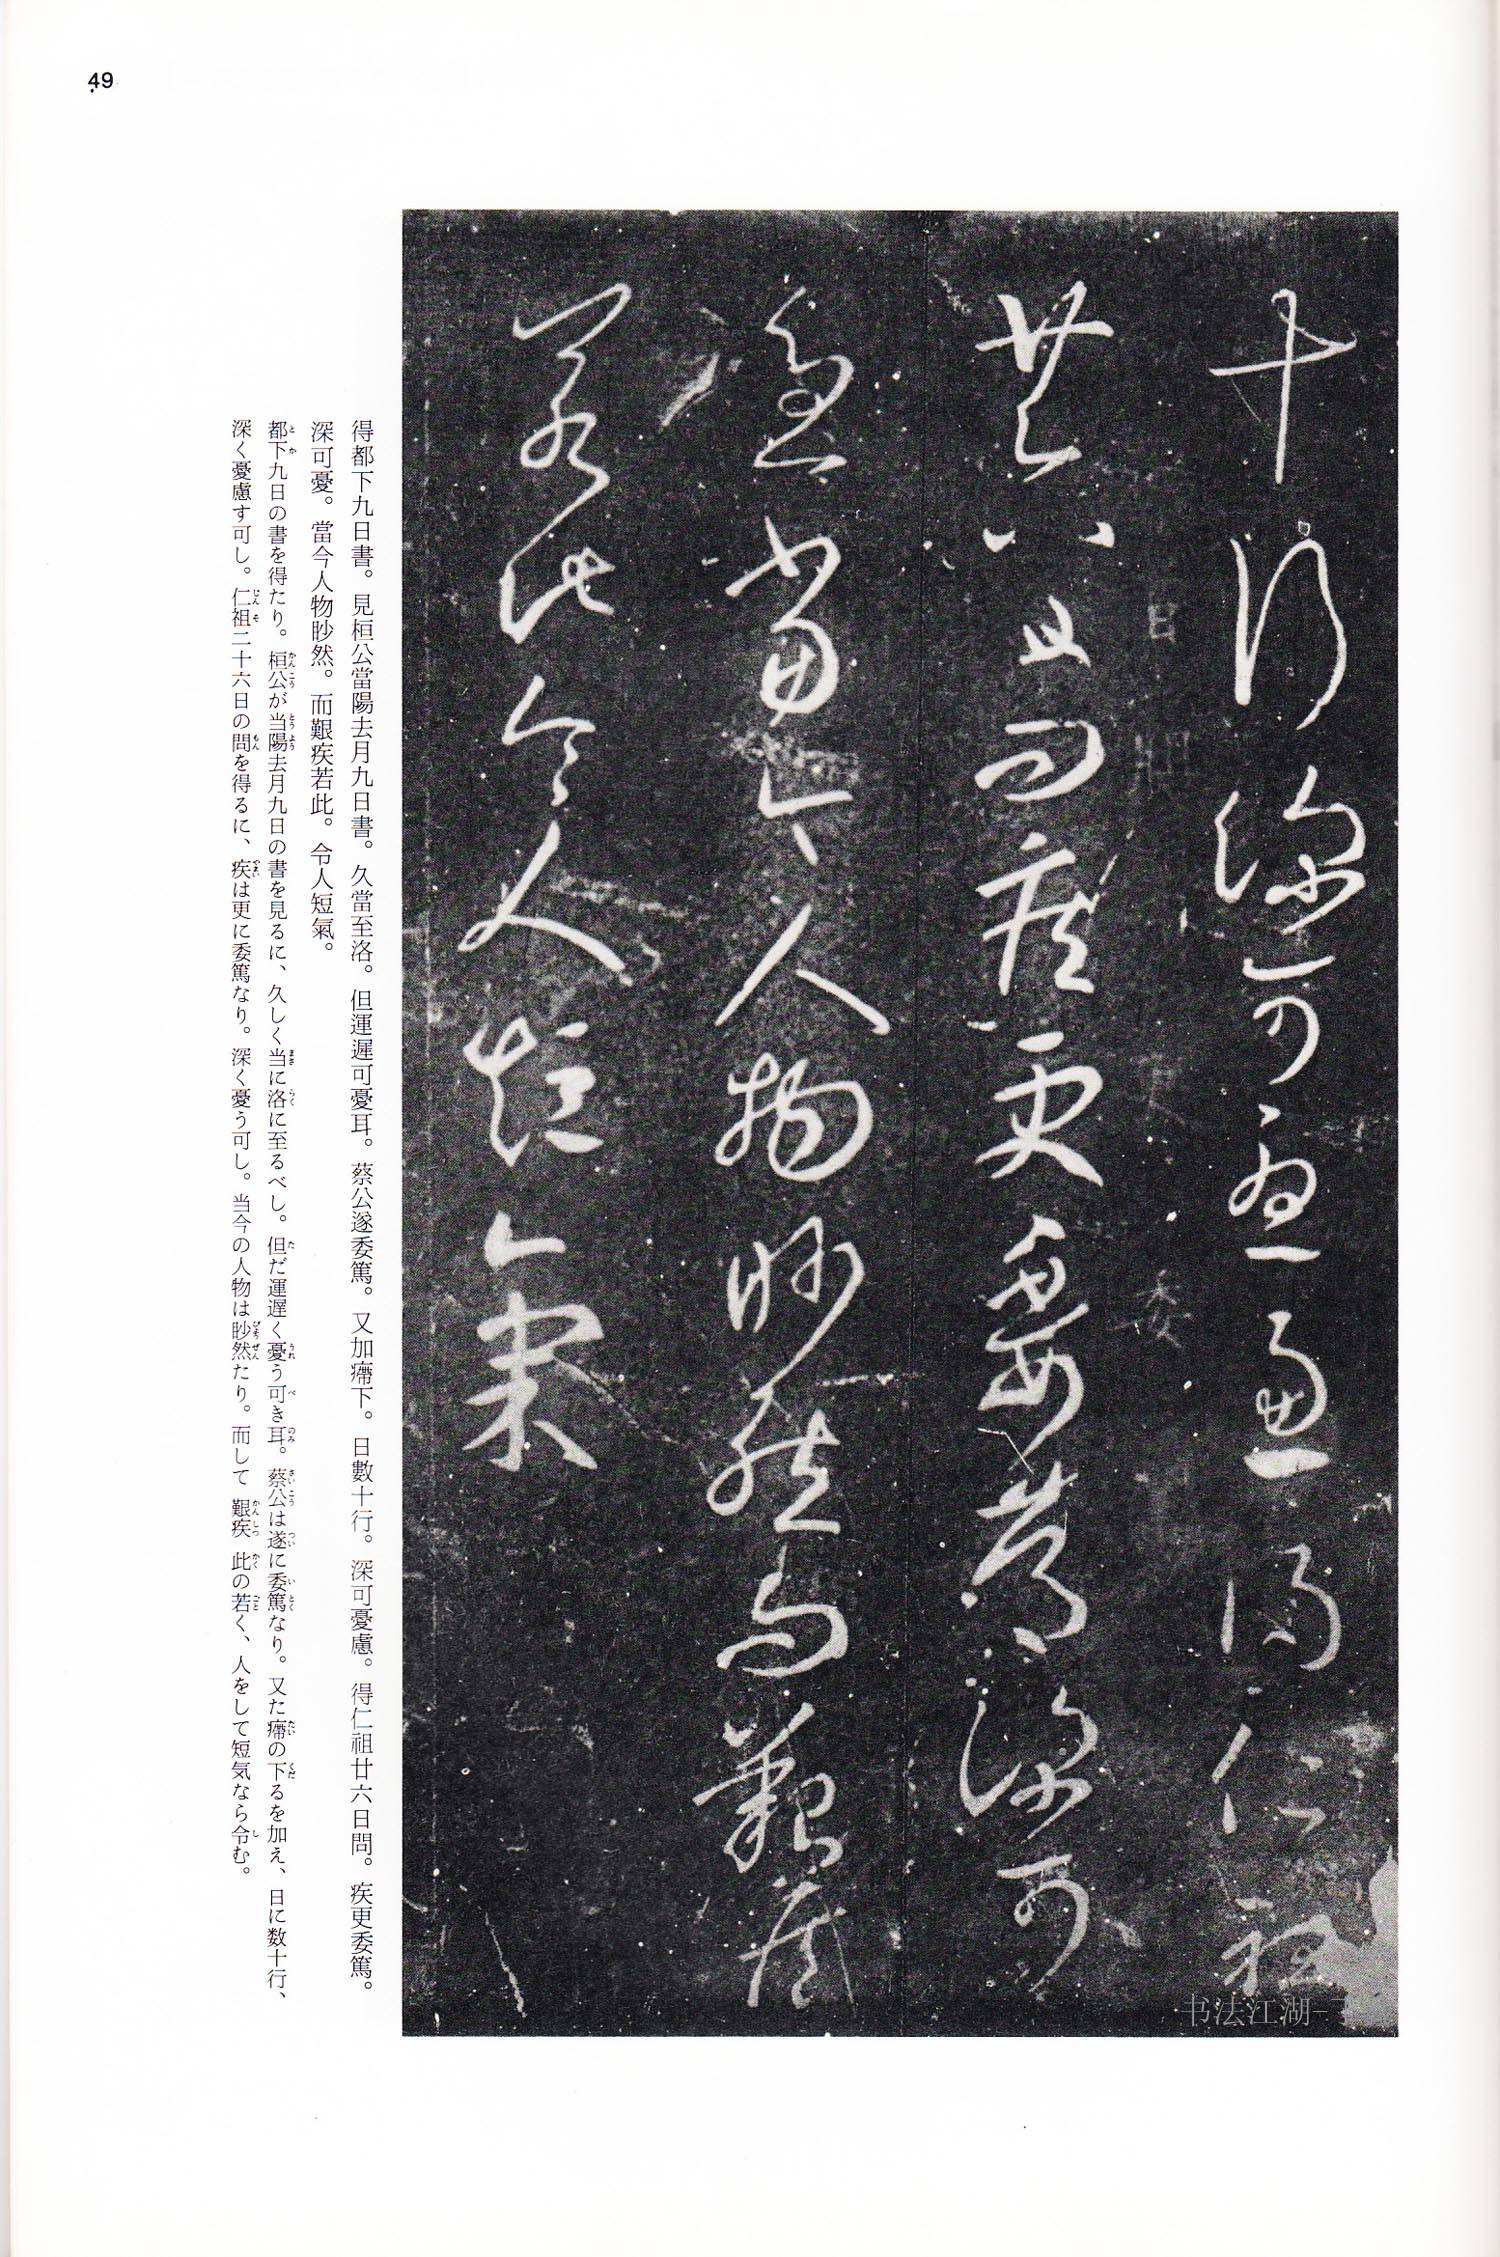 49
十行深可憂慮得仁祖
廿六日問疾更委篤深可
憂當今人物眇然而艱疾
若此令人短氣
日
委
得都下九日書。見桓公當陽去月九日書。久當至洛。但運遲可憂耳。蔡公遂委篤。又加㿃下。日數十行。深可憂慮。得仁祖廿六日問。疾更委篤。
深可憂。當今人物眇然。而艱疾若此。令人短氣。
都下九日の書を得たり。桓公が当陽去月九日の書を見るに、久しく当に洛に至るべし。但だ運遅く憂う可き耳。蔡公は遂に委篤なり。又た㿃の下るを加え、日に数十行、
深く憂慮す可し。仁祖二十六日の問を得るに、疾は更に委篤なり。深く憂う可し。当今の人物は眇然たり。而して艱疾此の若く、人をして短気なら令む。
书法江湖-